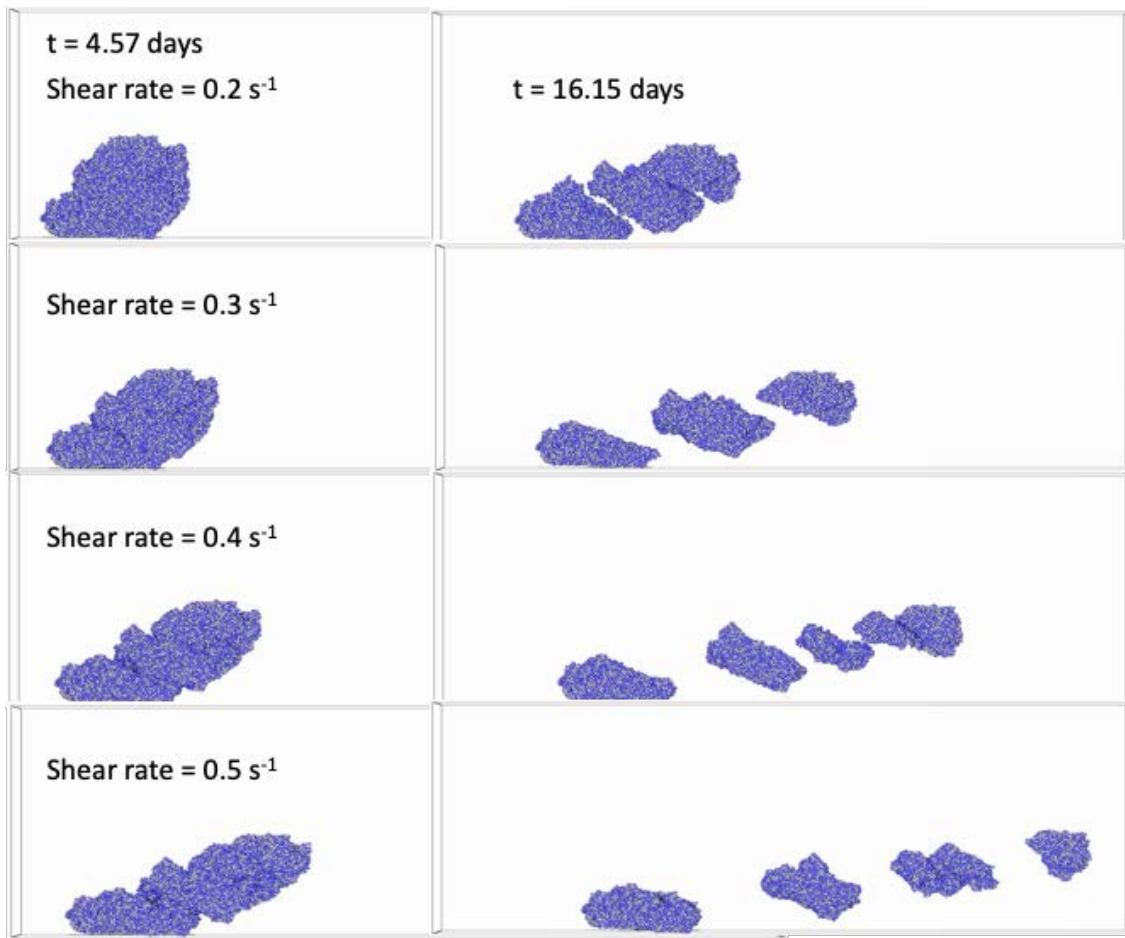 t = 4.57 days
Shear rate = 0.2 s⁻¹
t = 16.15 days
Shear rate = 0.3 s⁻¹
Shear rate = 0.4 s⁻¹
Shear rate = 0.5 s⁻¹